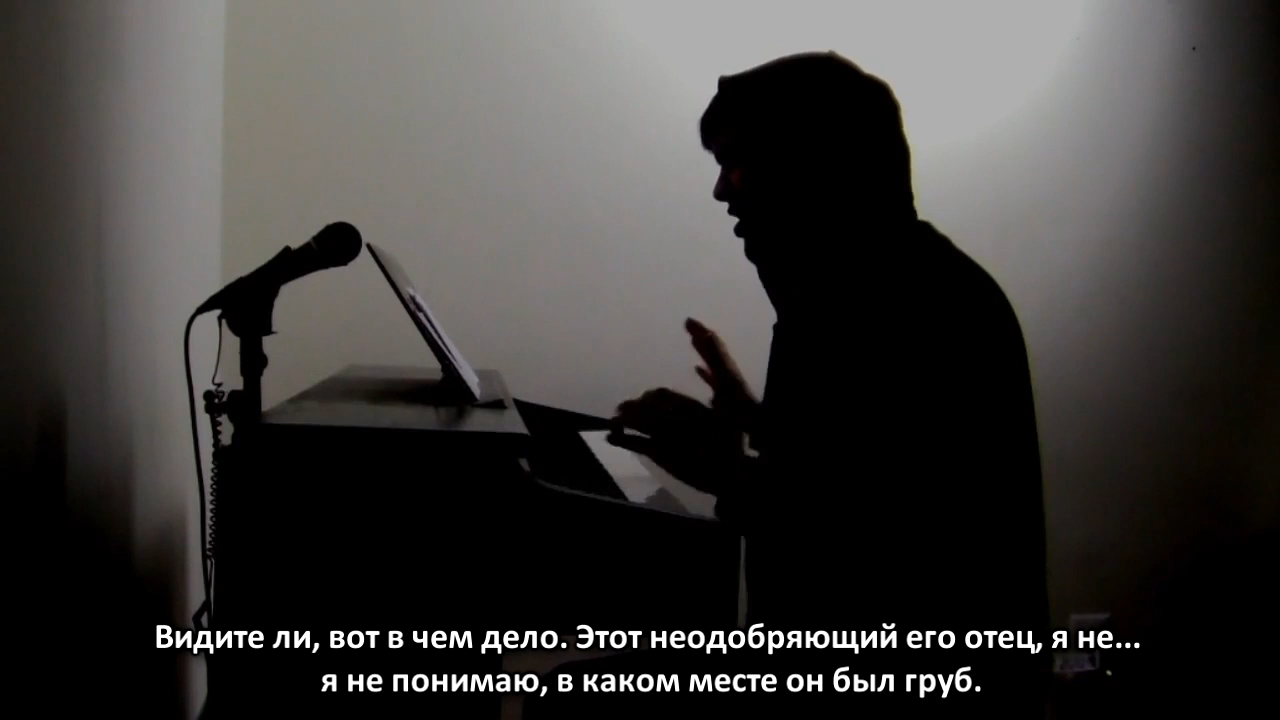 Видите ли, вот в чем дело. Этот неодобряющий его отец, я не...
я не понимаю, в каком месте он был груб.